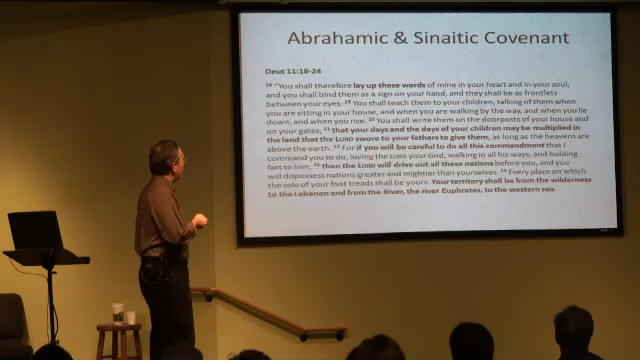 Abrahamic & Sinaitic Covenant
Deut 11:18-24
18 "You shall therefore lay up these words of mine in your heart and in your soul,
and you shall bind them as a sign on your hand, and they shall be as frontlets
between your eyes. 19 You shall teach them to your children, talking of them when
you are sitting in your house, and when you are walking by the way, and when you lie
down, and when you rise. 20 You shall write them on the doorposts of your house and
on your gates, 21 that your days and the days of your children may be multiplied in
the land that the LORD swore to your fathers to give them, as long as the heavens are
above the earth. 22 For if you will be careful to do all this commandment that I
command you to do, loving the LORD your God, walking in all his ways, and holding
fast to him, 23 then the LORD will drive out all these nations before you, and you
will dispossess nations greater and mightier than yourselves. 24 Every place on which
the sole of your foot treads shall be yours. Your territory shall be from the wilderness
to the Lebanon and from the River, the river Euphrates, to the western sea.